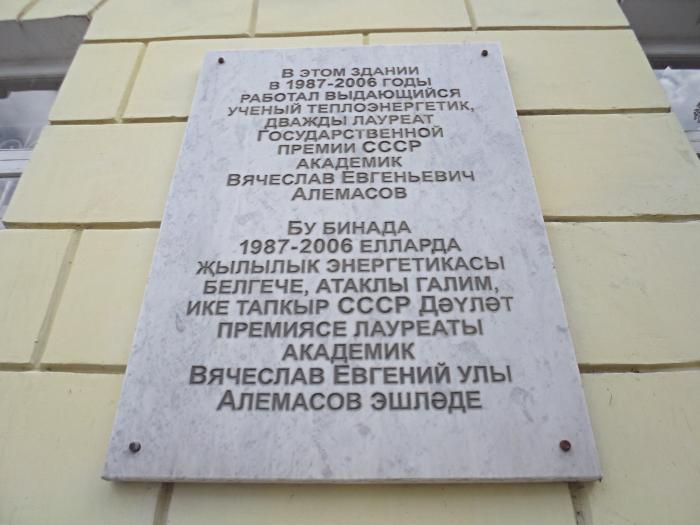 В этом здании
в 1987-2006 годы
работал выдающийся
ученый теплоэнергетик,
дважды лауреат
Государственной
премии СССР
академик
Вячеслав Евгеньевич
Алемасов
Бу бинада
1987-2006 елларда
җылылык энергетикасы
белгече, атаклы галим,
ике тапкыр СССР Дәүләт
премиясе лауреаты
академик
Вячеслав Евгений улы
Алемасов эшләде